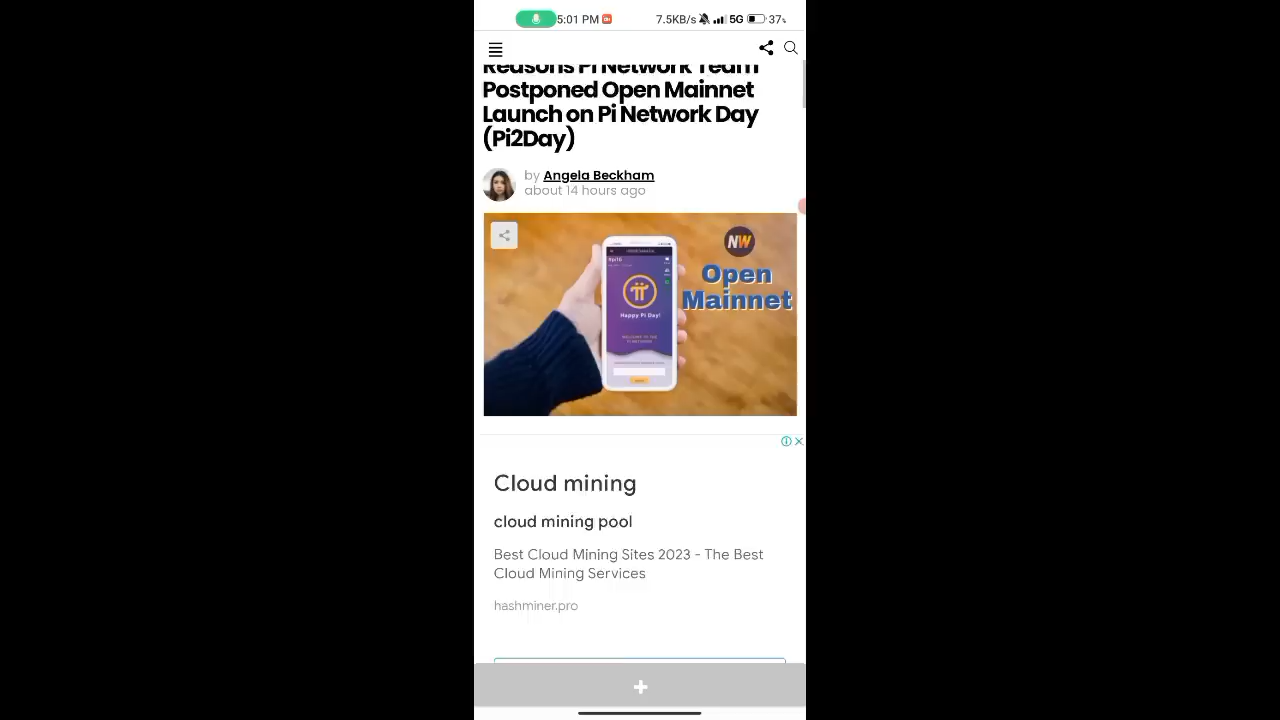 5:01 PM 7.5KB/s 5G 37%
Reasons Pi Network Team
Postponed Open Mainnet
Launch on Pi Network Day
(Pi2Day)
by Angela Beckham
about 14 hours ago
NW
Open
Mainnet
Happy Pi Day!
Cloud mining
cloud mining pool
Best Cloud Mining Sites 2023 - The Best
Cloud Mining Services
hashminer.pro